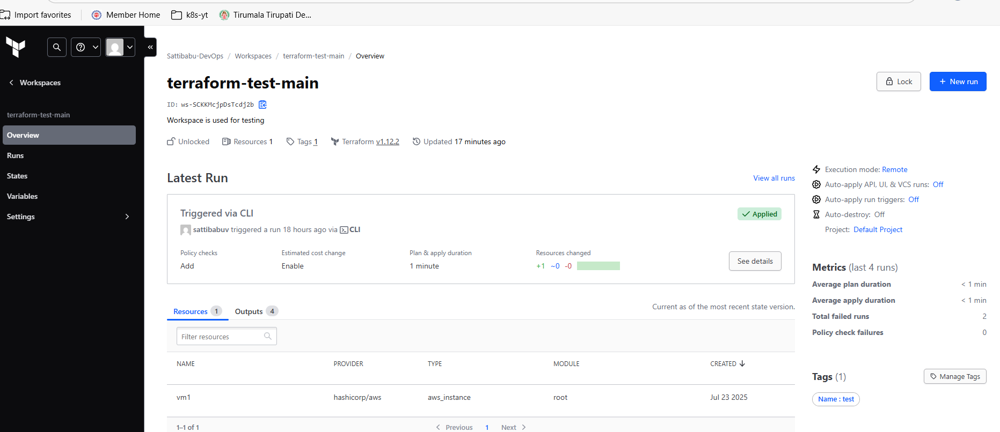 Import favorites
Member Home
k8s-yt
Tirumala Tirupati De...
Workspaces
terraform-test-main
Overview
Runs
States
Variables
Settings
Sattibabu-DevOps / Workspaces / terraform-test-main / Overview
terraform-test-main
ID: ws-SCKKMcjpDsTcdj2b
Workspace is used for testing
Unlocked Resources 1 Tags 1 Terraform v1.12.2 Updated 17 minutes ago
Lock
+ New run
Latest Run
View all runs
Triggered via CLI
Applied
sattibabuv triggered a run 18 hours ago via CLI
Policy checks Estimated cost change Plan & apply duration Resources changed
Add Enable 1 minute +1 ~0 -0
See details
Resources 1 Outputs 4
Current as of the most recent state version.
Filter resources
NAME PROVIDER TYPE MODULE CREATED
vm1 hashicorp/aws aws_instance root Jul 23 2025
1–1 of 1 Previous 1 Next
Execution mode: Remote
Auto-apply API, UI, & VCS runs: Off
Auto-apply run triggers: Off
Auto-destroy: Off
Project: Default Project
Metrics (last 4 runs)
Average plan duration < 1 min
Average apply duration < 1 min
Total failed runs 2
Policy check failures 0
Tags (1)
Manage Tags
Name : test